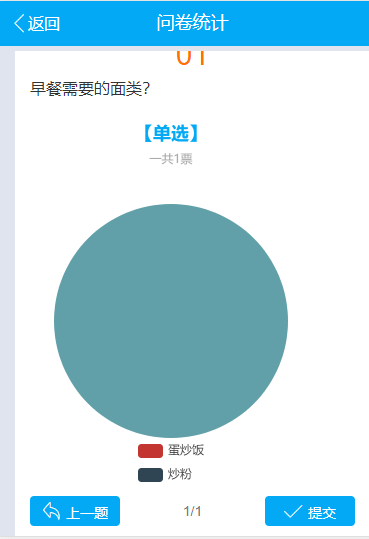 返回
问卷统计
01
早餐需要的面类？
【单选】
一共1票
蛋炒饭
炒粉
上一题
1/1
提交